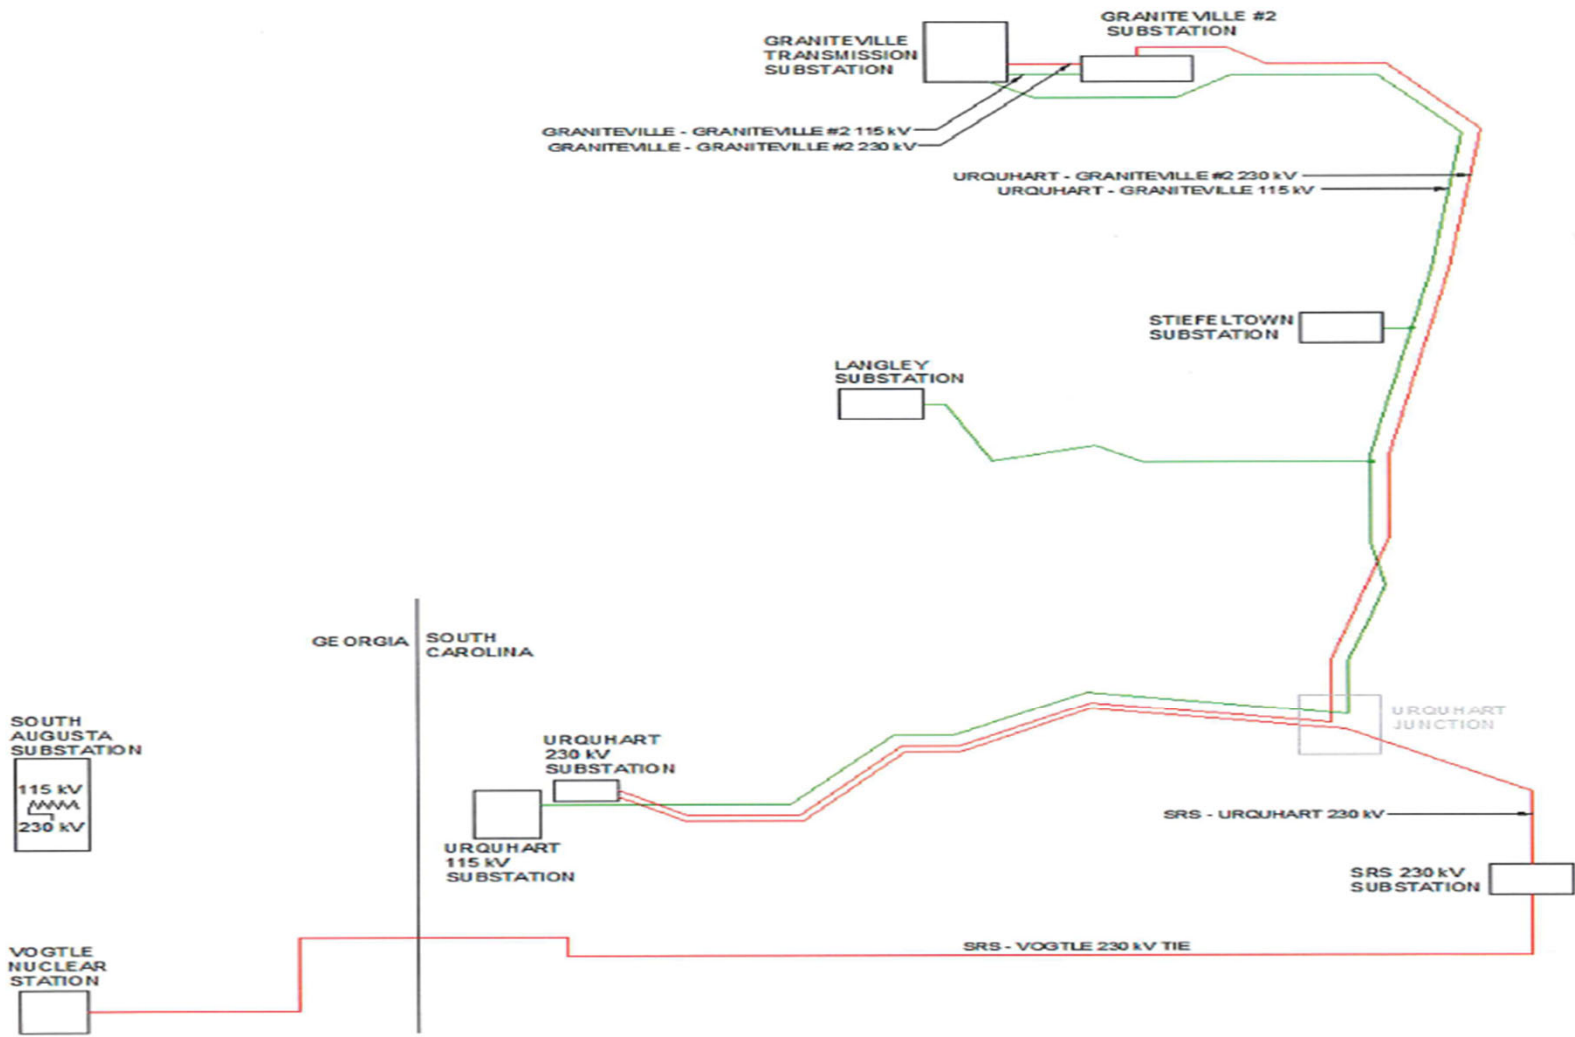 GRANITEVILLE #2
SUBSTATION
GRANITEVILLE
TRANSMISSION
SUBSTATION
GRANITEVILLE - GRANITEVILLE #2 115 kV
GRANITEVILLE - GRANITEVILLE #2 230 kV
URQUHART - GRANITEVILLE #2 230 kV
URQUHART - GRANITEVILLE 115 kV
STIEFELTOWN
SUBSTATION
LANGLEY
SUBSTATION
GEORGIA
SOUTH
CAROLINA
URQUHART
JUNCTION
SOUTH
AUGUSTA
SUBSTATION
115 kV
230 kV
URQUHART
230 kV
SUBSTATION
URQUHART
115 kV
SUBSTATION
SRS - URQUHART 230 kV
SRS 230 kV
SUBSTATION
SRS - VOGTLE 230 kV TIE
VOGTLE
NUCLEAR
STATION